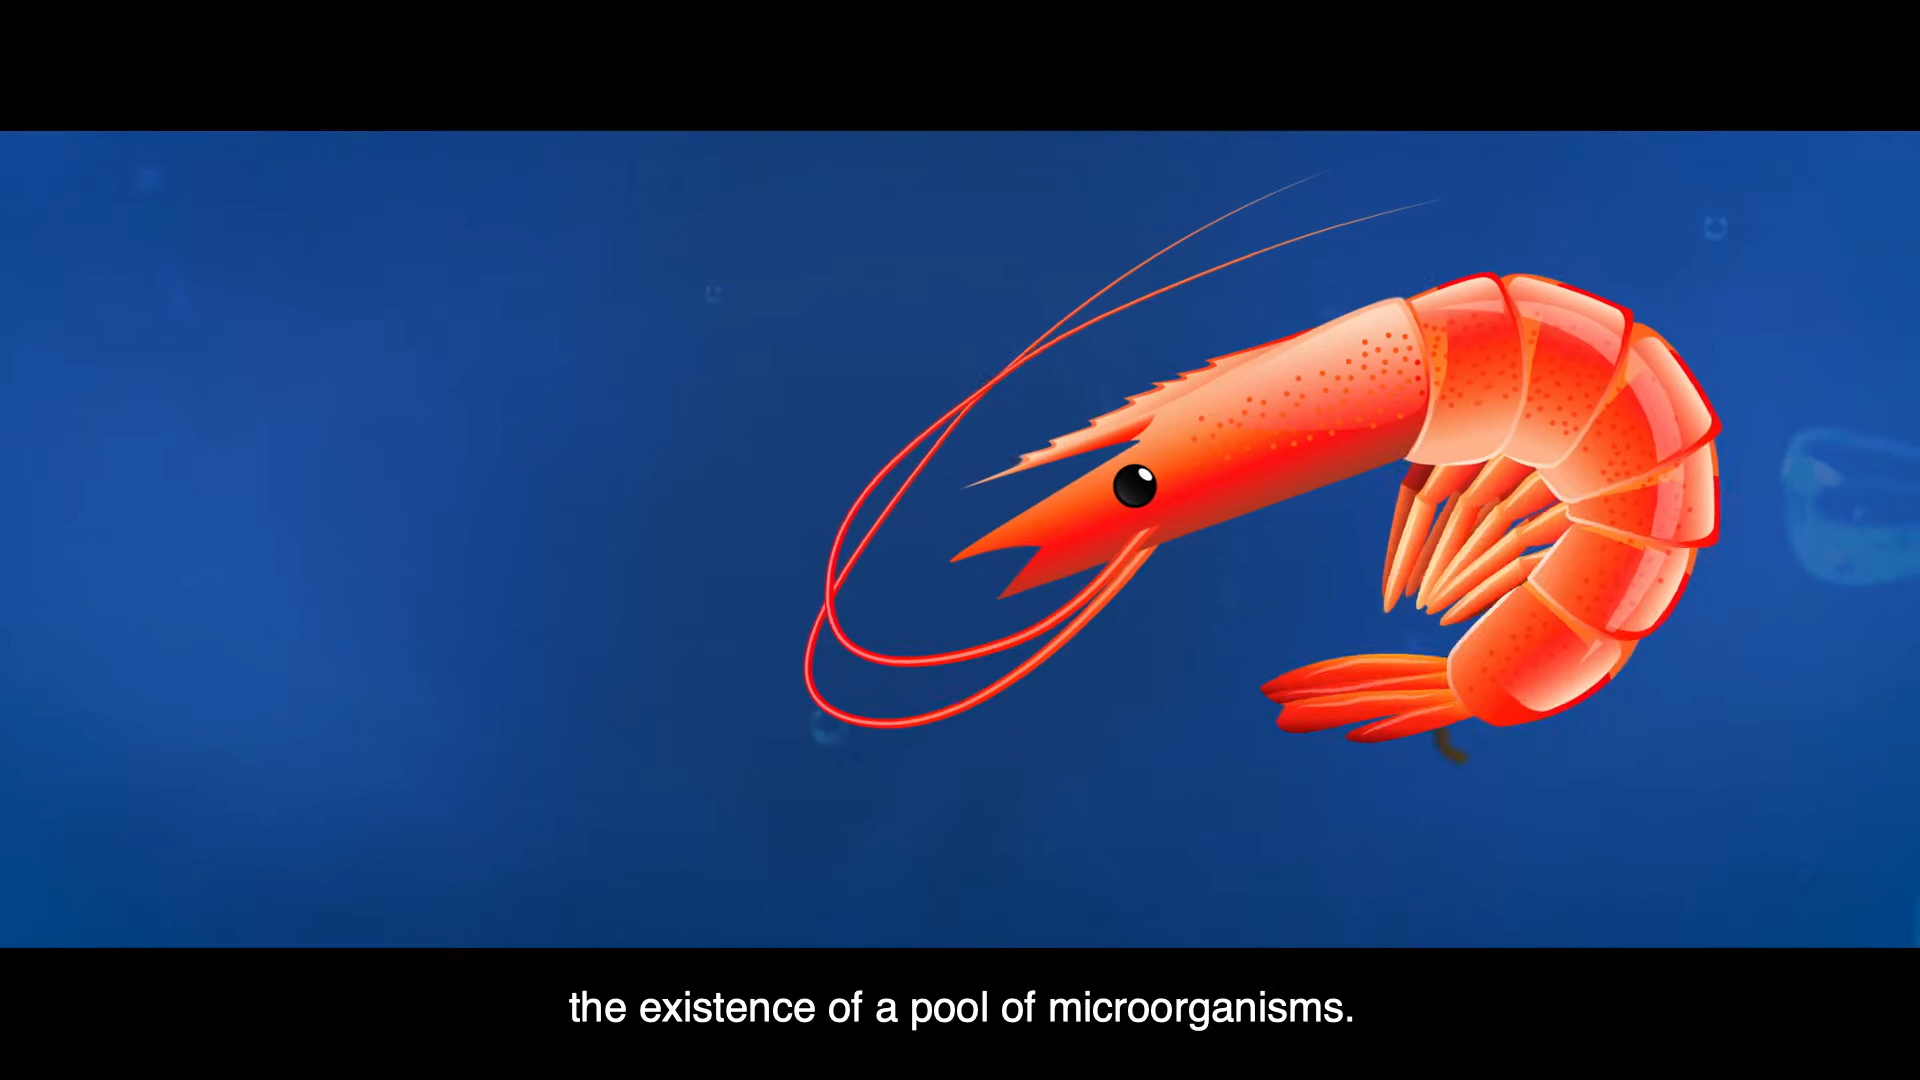 the existence of a pool of microorganisms.